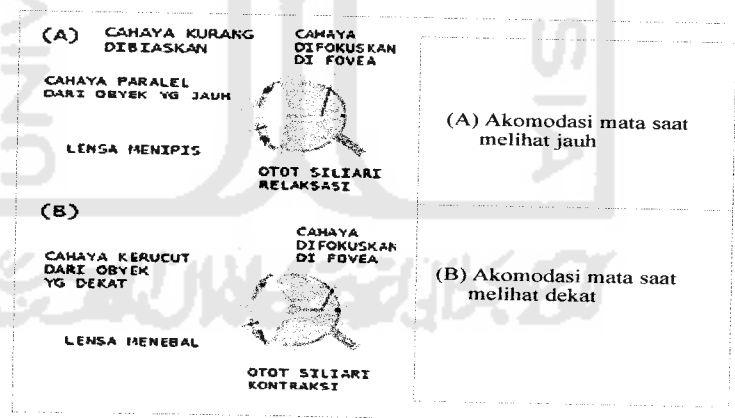 (A) CAHAYA KURANG
DIBIASKAN
CAHAYA
DIFOKUSKAN
DI FOVEA
CAHAYA PARALEL
DARI OBYEK YG JAUH
LENSA MENIPIS
OTOT SILIARI
RELAKSASI
(A) Akomodasi mata saat
melihat jauh
(B)
CAHAYA
DIFOKUSKAN
DI FOVEA
CAHAYA KERUCUT
DARI OBYEK
YG DEKAT
LENSA MENEBAL
OTOT SILIARI
KONTRAKSI
(B) Akomodasi mata saat
melihat dekat